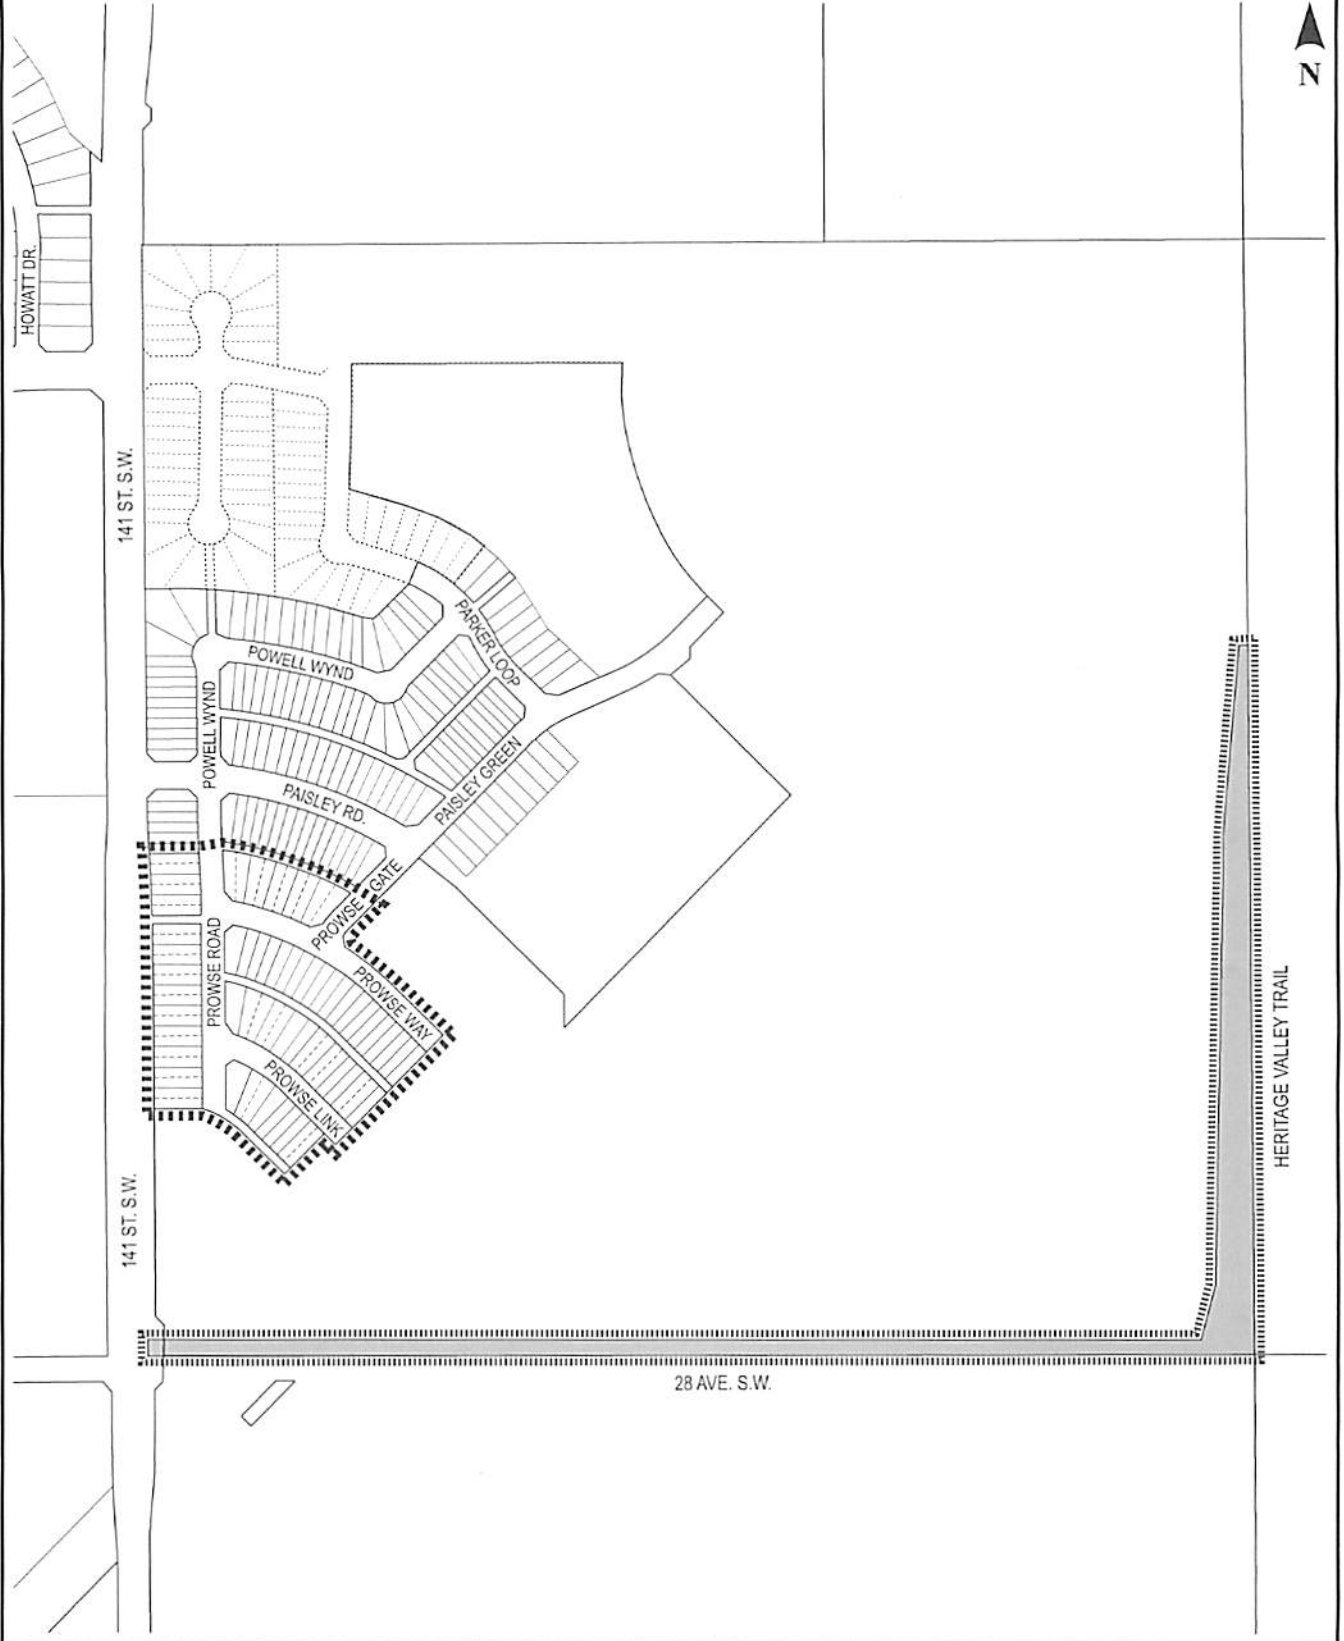 N
HOWATT DR.
141 ST. S.W.
PARKER LOOP
POWELL WYND
POWELL WYND
PAISLEY GREEN
PAISLEY RD.
PROWSE GATE
PROWSE ROAD
PROWSE WAY
PROWSE LINK
HERITAGE VALLEY TRAIL
141 ST. S.W.
28 AVE. S.W.